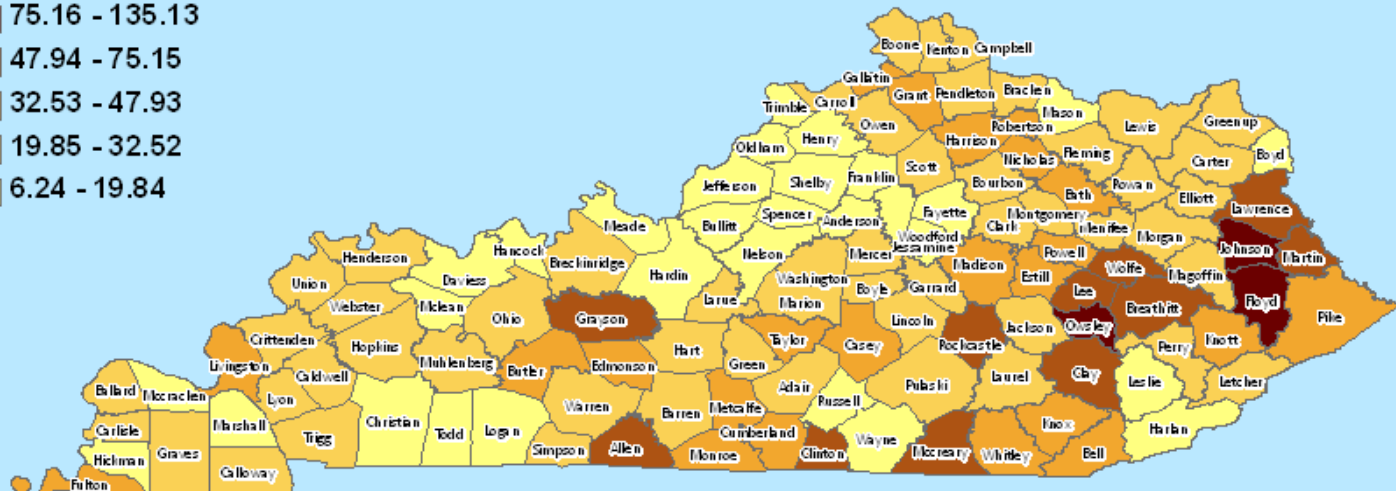 75.16 - 135.13
47.94 - 75.15
32.53 - 47.93
19.85 - 32.52
6.24 - 19.84
Boone Kenton Campbell
Gallatin
Grant Pendleton Bracken
Trimble Carroll
Mason
Owen
Robertson
Lewis
Greenup
Henry
Harrison
Oldham
Nicholas
Fleming
Carter
Boyd
Scott
Jefferson
Shelby
Franklin
Bourbon
Bath
Rowan
Elliott
Lawrence
Bullitt
Spencer
Anderson
Fayette
Clark
Montgomery
Menifee
Morgan
Woodford
Jessamine
Johnson
Martin
Meade
Nelson
Mercer
Madison
Powell
Estill
Wolfe
Magoffin
Hancock
Breckinridge
Hardin
Washington
Henderson
Daviess
Union
Larue
Marion
Boyle
Garrard
Lee
Breathitt
Floyd
Webster
Mclean
Ohio
Grayson
Lincoln
Rockcastle
Jackson
Owsley
Pike
Crittenden
Hopkins
Muhlenberg
Hart
Taylor
Casey
Perry
Knott
Livingston
Caldwell
Butler
Edmonson
Green
Adair
Pulaski
Laurel
Clay
Leslie
Letcher
Ballard
Mccracken
Lyon
Warren
Barren
Metcalfe
Russell
Carlisle
Marshall
Christian
Todd
Logan
Cumberland
Knox
Harlan
Hickman
Graves
Trigg
Simpson
Allen
Monroe
Clinton
Wayne
Mccreary
Whitley
Bell
Calloway
Fulton